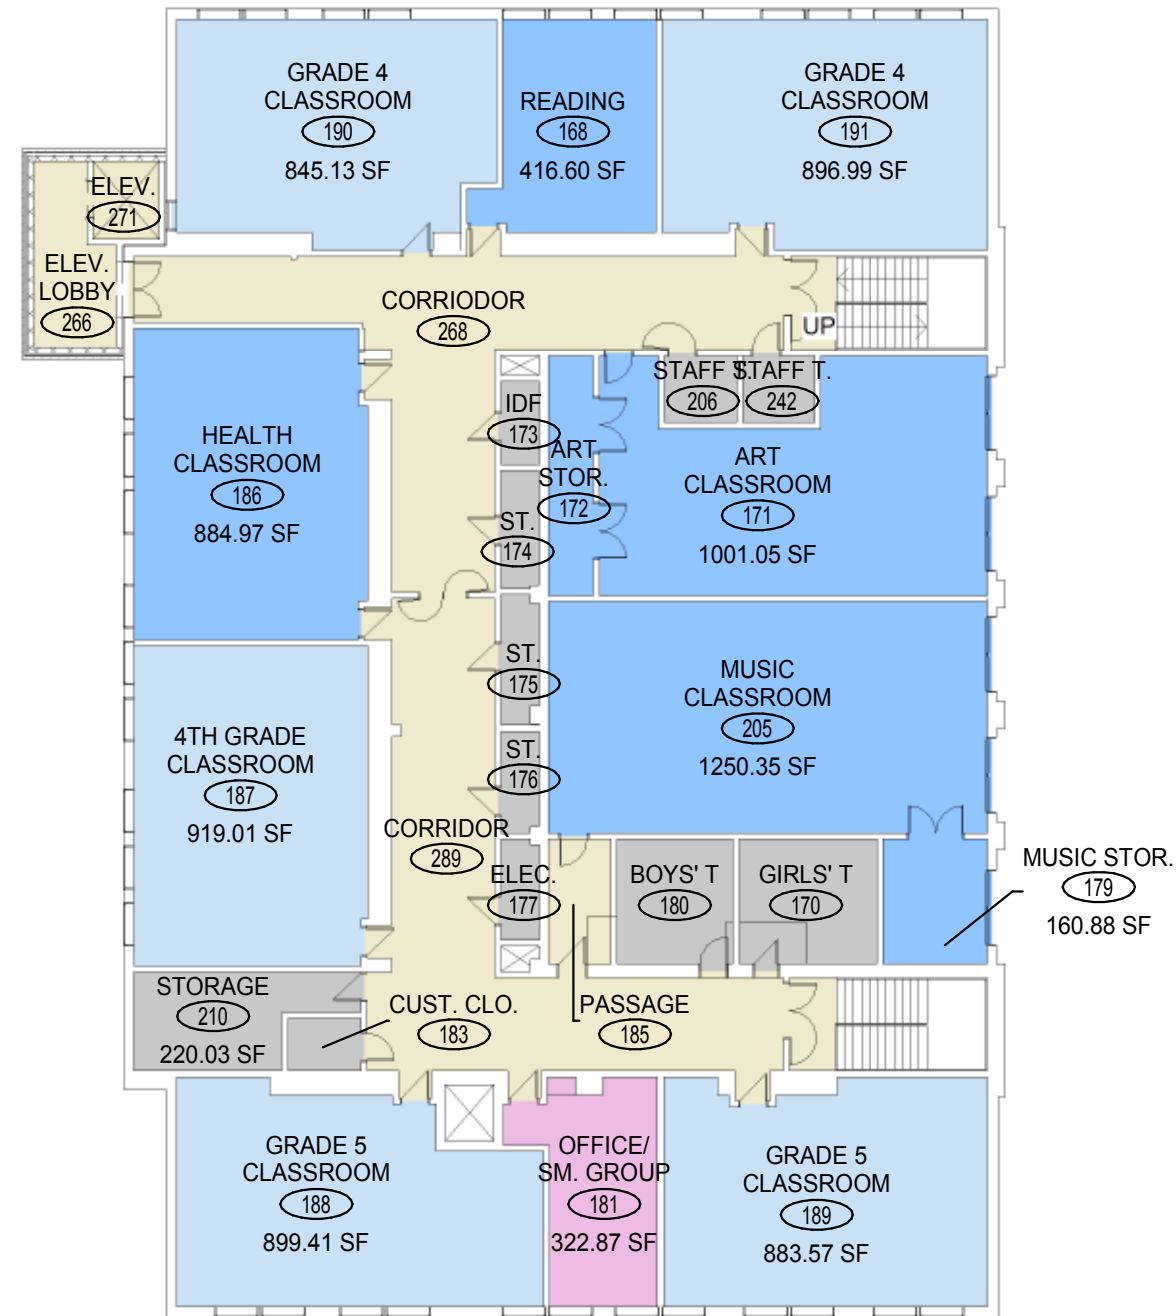 GRADE 4
CLASSROOM
190
845.13 SF
READING
168
416.60 SF
GRADE 4
CLASSROOM
191
896.99 SF
ELEV.
271
ELEV.
LOBBY
266
CORRIODOR
268
UP
STAFF T.
206
STAFF T.
242
IDF
173
ART
STOR.
172
HEALTH
CLASSROOM
186
884.97 SF
ART
CLASSROOM
171
1001.05 SF
ST.
174
ST.
175
MUSIC
CLASSROOM
205
1250.35 SF
4TH GRADE
CLASSROOM
187
919.01 SF
ST.
176
CORRIDOR
289
ELEC.
177
BOYS' T
180
GIRLS' T
170
MUSIC STOR.
179
160.88 SF
STORAGE
210
220.03 SF
CUST. CLO.
183
PASSAGE
185
GRADE 5
CLASSROOM
188
899.41 SF
OFFICE/
SM. GROUP
181
322.87 SF
GRADE 5
CLASSROOM
189
883.57 SF